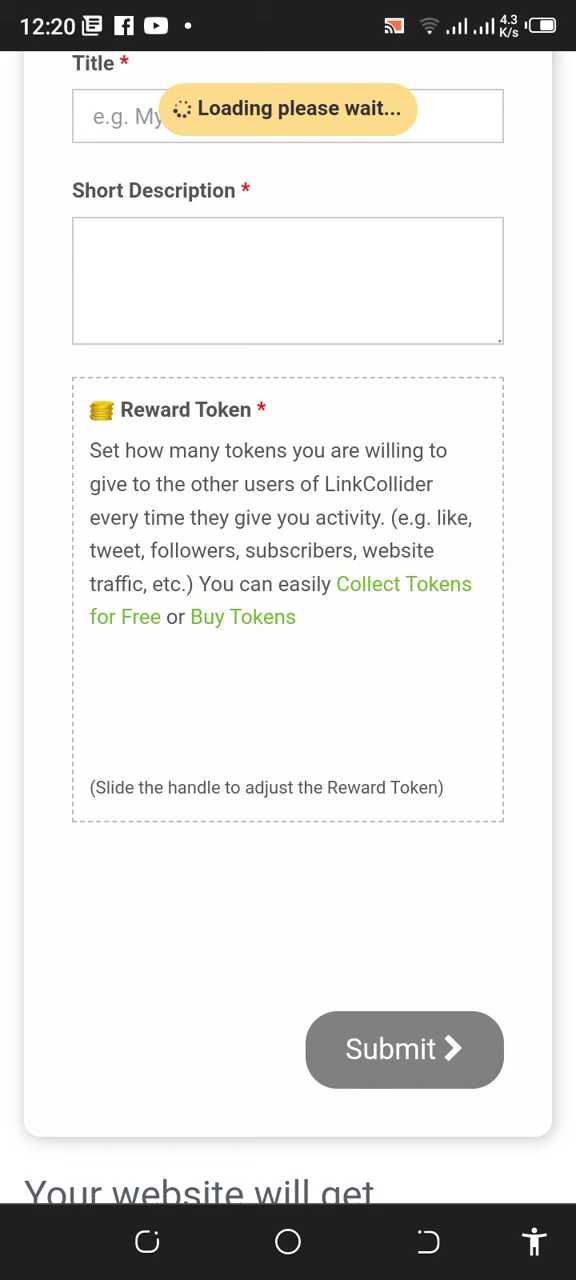 12:20
4.3
K/s
Title *
e.g. My
Loading please wait...
Short Description *
Reward Token *
Set how many tokens you are willing to
give to the other users of LinkCollider
every time they give you activity. (e.g. like,
tweet, followers, subscribers, website
traffic, etc.) You can easily Collect Tokens
for Free or Buy Tokens
(Slide the handle to adjust the Reward Token)
Submit
Your website will get